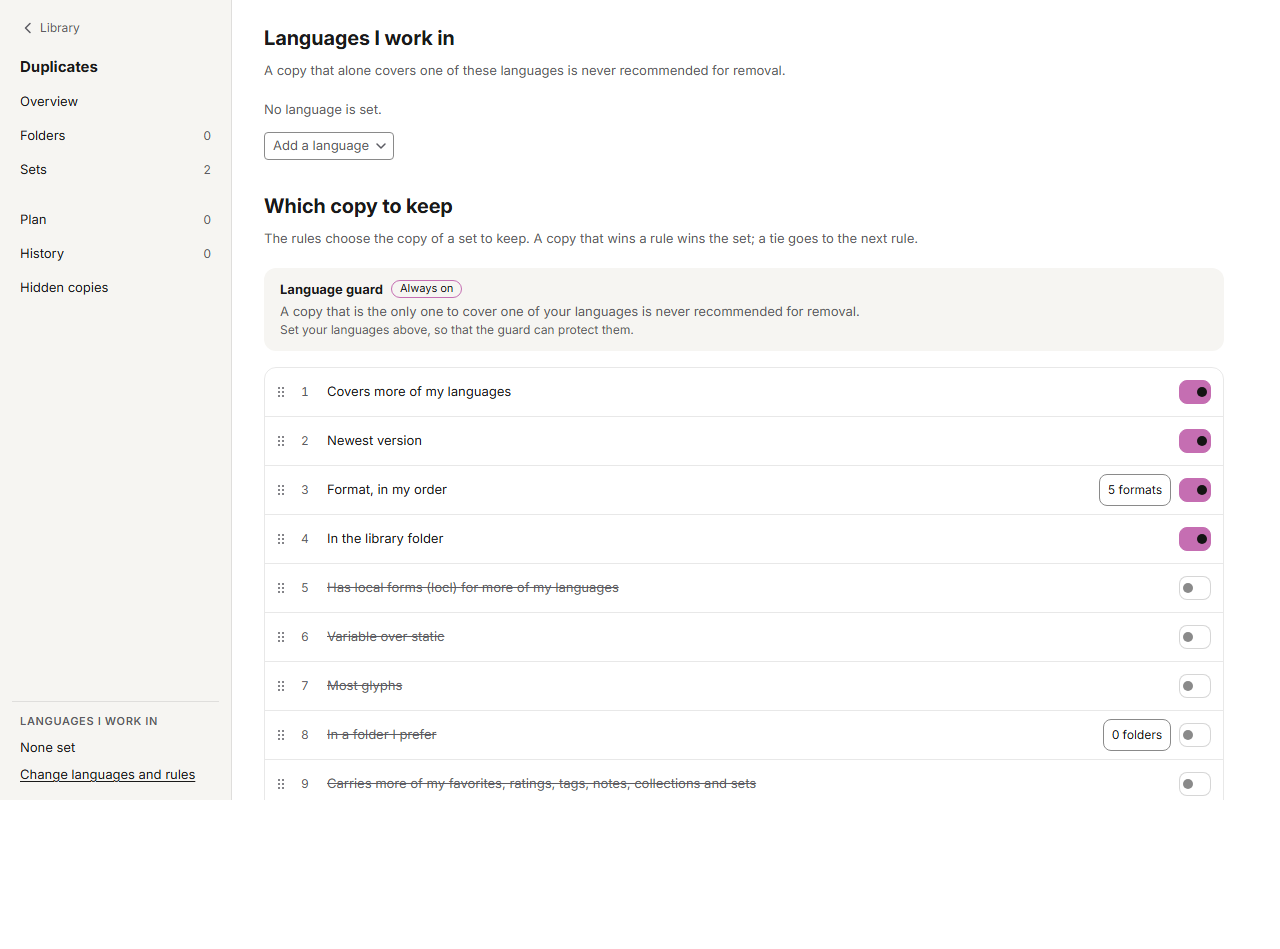 Library
Duplicates
Overview
Folders 0
Sets 2
Plan 0
History 0
Hidden copies
LANGUAGES I WORK IN
None set
Change languages and rules
Languages I work in
A copy that alone covers one of these languages is never recommended for removal.
No language is set.
Add a language
Which copy to keep
The rules choose the copy of a set to keep. A copy that wins a rule wins the set; a tie goes to the next rule.
Language guard Always on
A copy that is the only one to cover one of your languages is never recommended for removal.
Set your languages above, so that the guard can protect them.
1 Covers more of my languages
2 Newest version
3 Format, in my order 5 formats
4 In the library folder
5 Has local forms (locl) for more of my languages
6 Variable over static
7 Most glyphs
8 In a folder I prefer 0 folders
9 Carries more of my favorites, ratings, tags, notes, collections and sets